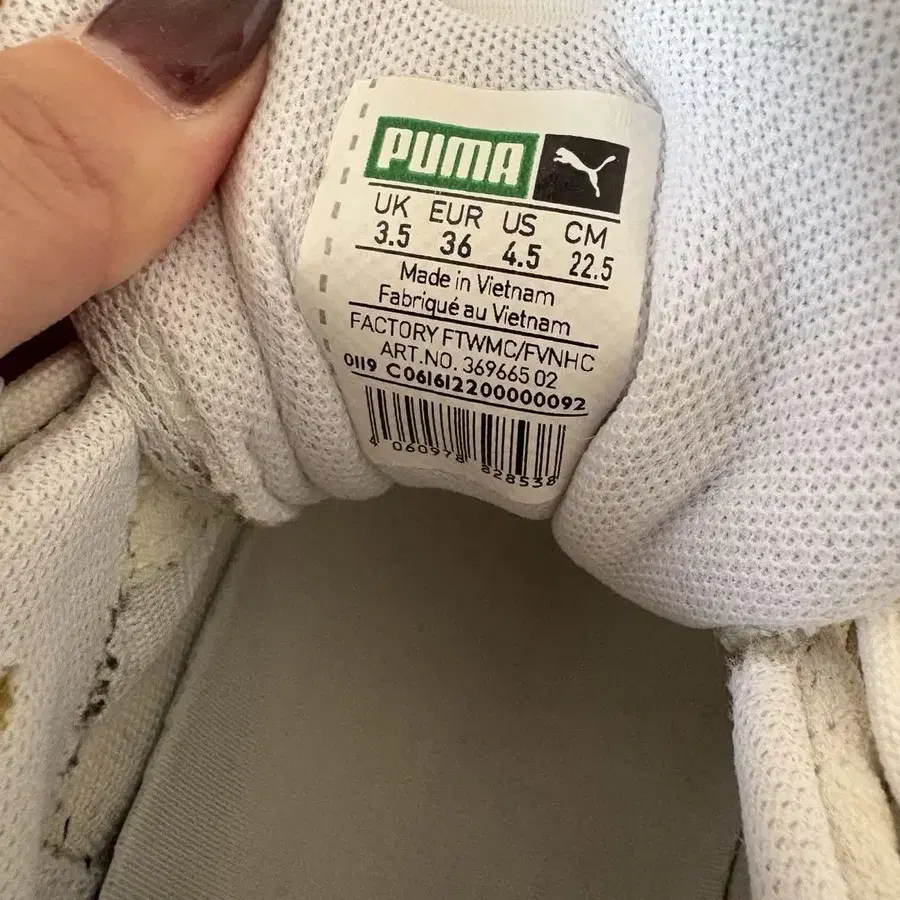 PUMA
UK EUR US CM
3.5 36 4.5 22.5
Made in Vietnam
Fabriqué au Vietnam
FACTORY FTWMC/FVNHC
ART.NO. 369665 02
0119 C06161220000092
4 060978 828538